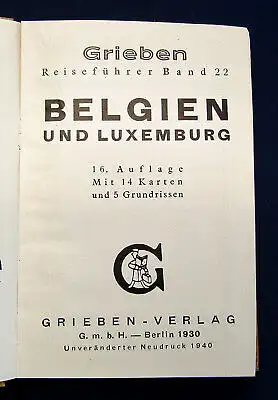 Grieben
Reiseführer Band 22
BELGIEN
UND LUXEMBURG
16. Auflage
Mit 14 Karten
und 5 Grundrissen
G
GRIEBEN-VERLAG
G. m. b. H. — Berlin 1930
Unveränderter Neudruck 1940